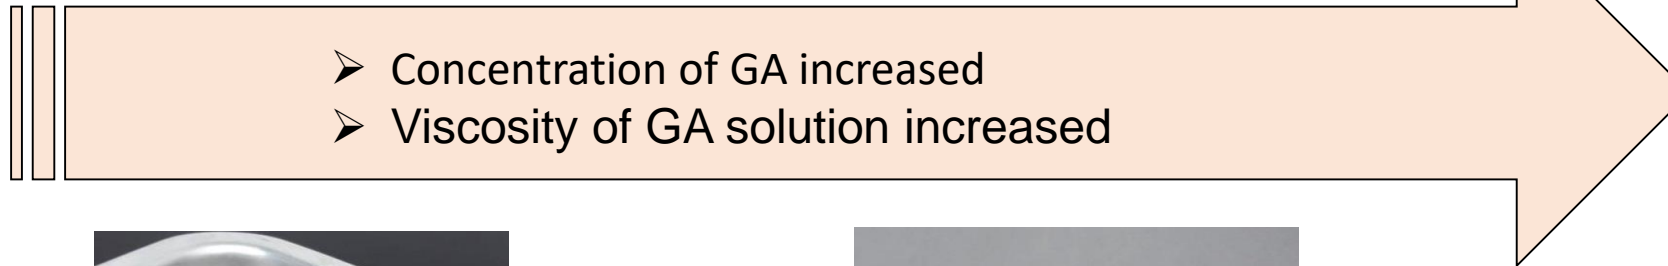 ➢ Concentration of GA increased
➢ Viscosity of GA solution increased